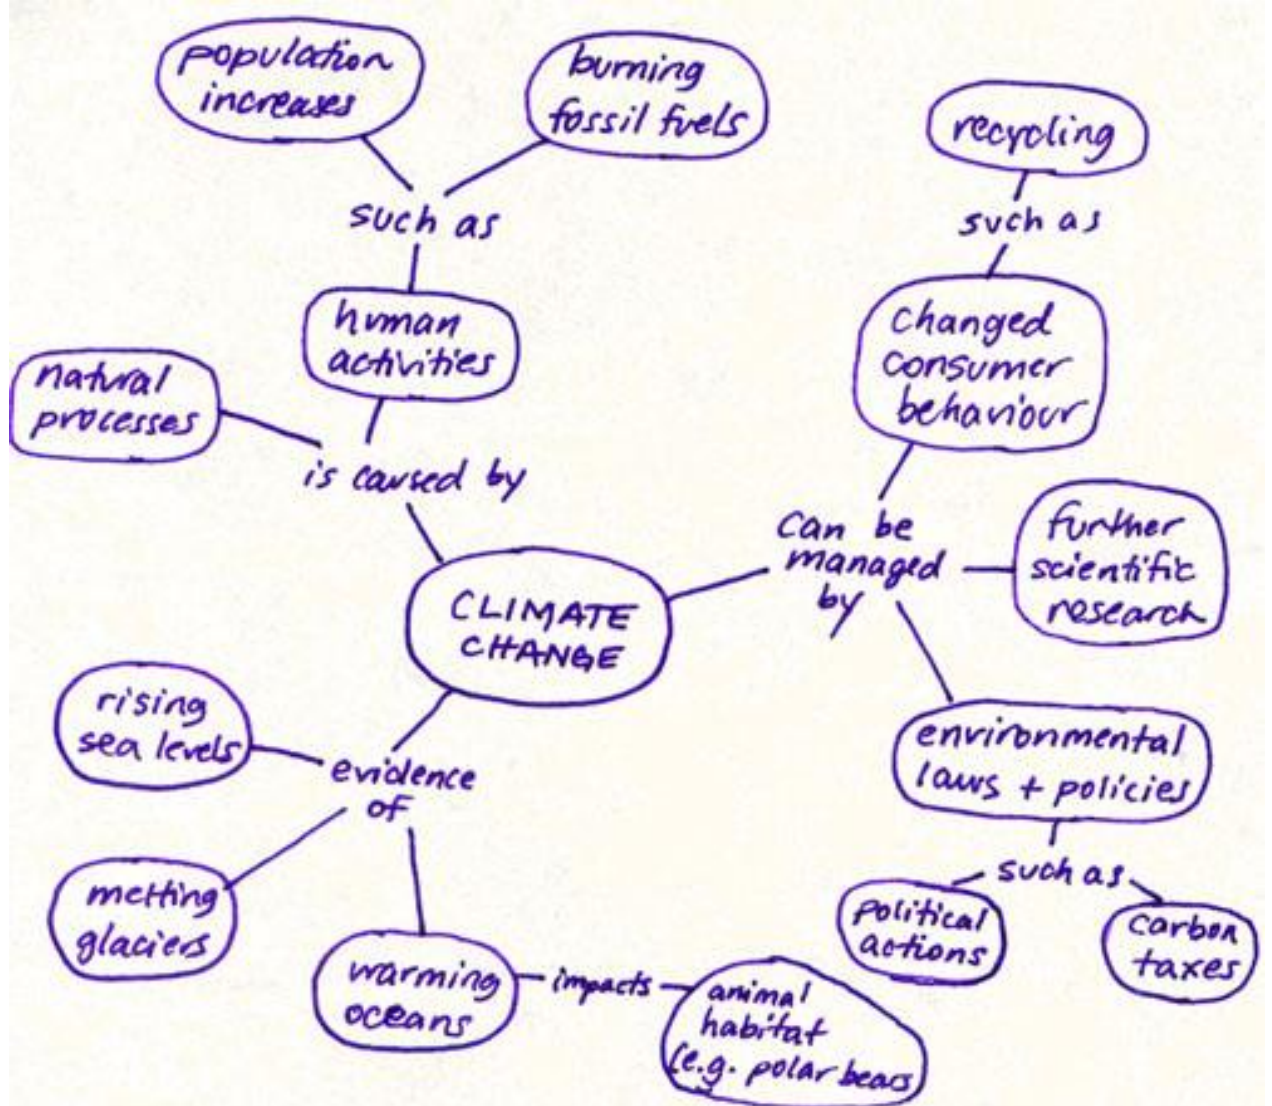 population
increases
burning
fossil fuels
such as
human
activities
natural
processes
is caused by
CLIMATE
CHANGE
recycling
such as
changed
consumer
behaviour
can be
managed
by
further
scientific
research
environmental
laws + policies
such as
political
actions
carbon
taxes
evidence
of
rising
sea levels
melting
glaciers
warming
oceans
impacts
animal
habitat
(e.g. polar bears